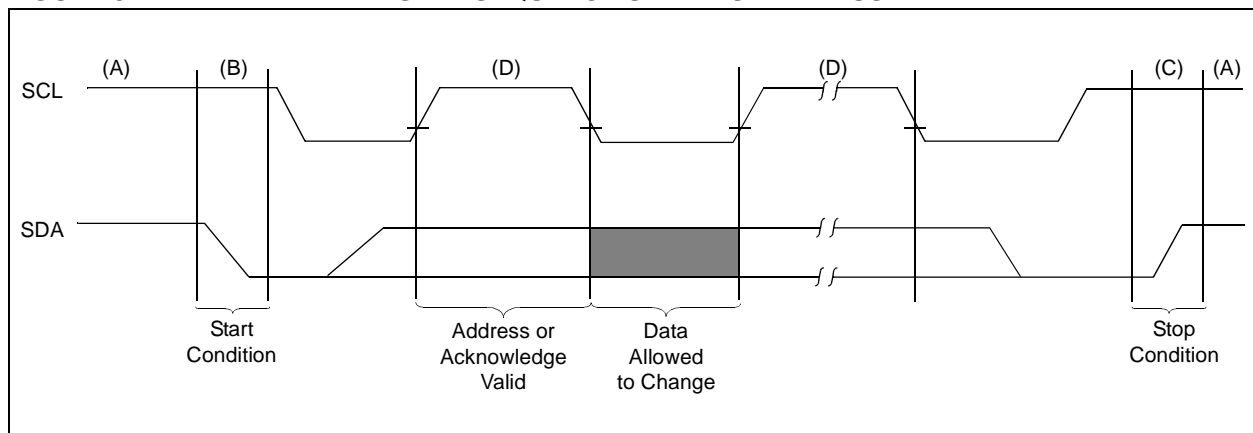 (A) (B) (D) (D) (C) (A)
SCL
SDA
Start
Condition
Address or
Acknowledge
Valid
Data
Allowed
to Change
Stop
Condition